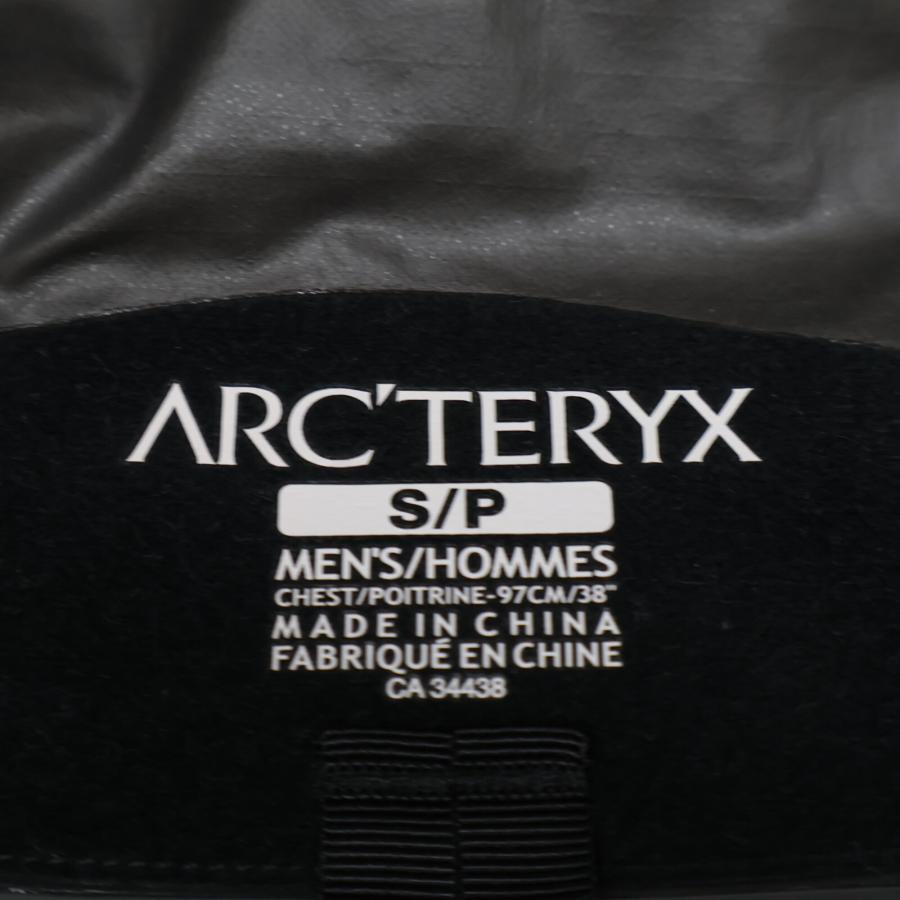 ARC'TERYX
S/P
MEN'S/HOMMES
CHEST/POITRINE-97CM/38"
MADE IN CHINA
FABRIQUÉ EN CHINE
CA 34438